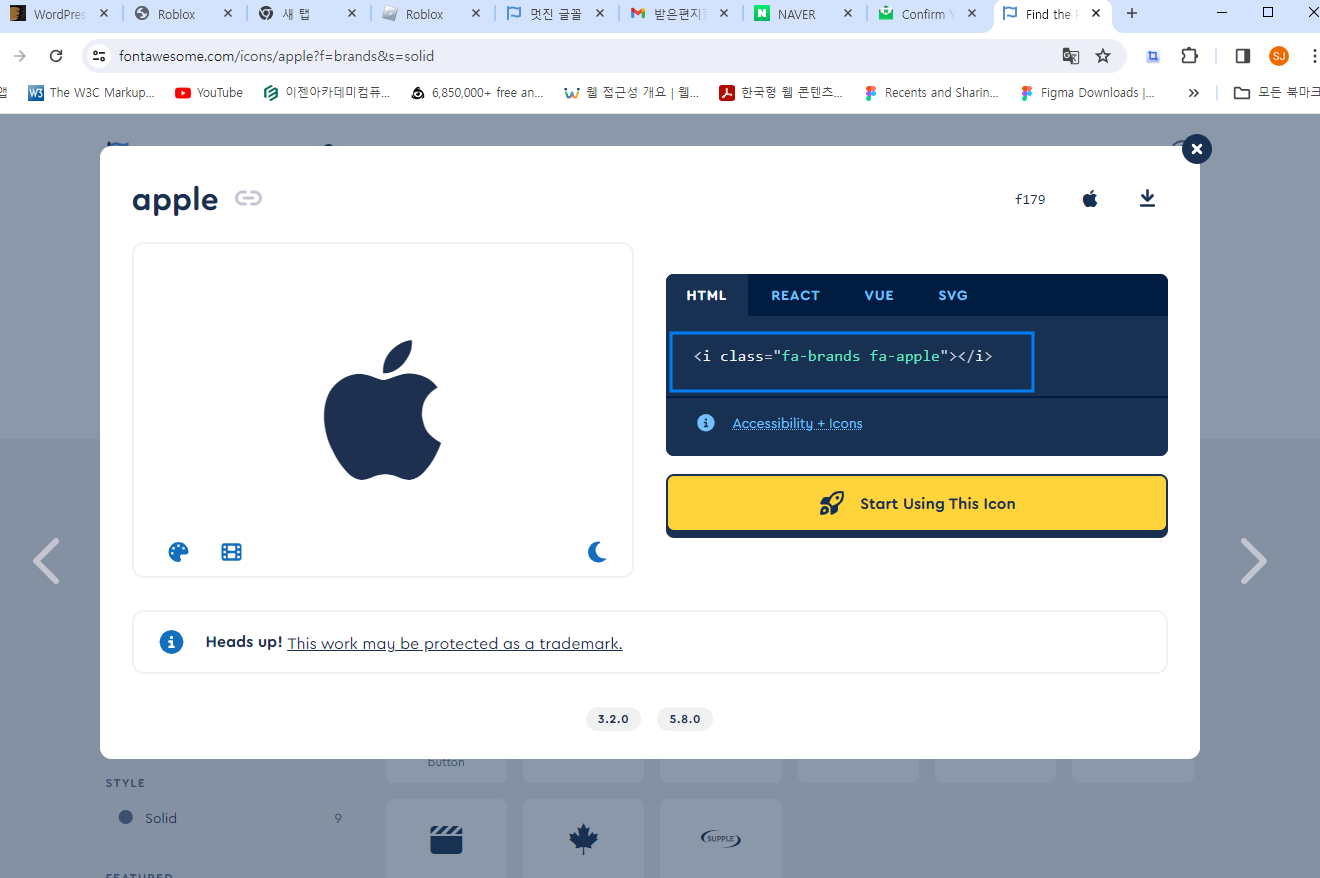 WordPres
Roblox
새 탭
Roblox
멋진 글꼴
받은편지
NAVER
Confirm Y
Find the
fontawesome.com/icons/apple?f=brands&s=solid
SJ
앱
The W3C Markup...
YouTube
이젠아카데미컴퓨...
6,850,000+ free an...
웹 접근성 개요 | 웹...
한국형 웹 콘텐츠...
Recents and Sharin...
Figma Downloads |...
»
모든 북마크
apple
f179
HTML
REACT
VUE
SVG
<i class="fa-brands fa-apple"></i>
Accessibility + Icons
Start Using This Icon
Heads up! This work may be protected as a trademark.
3.2.0
5.8.0
button
STYLE
Solid
9
SUPPLE
FEATURED